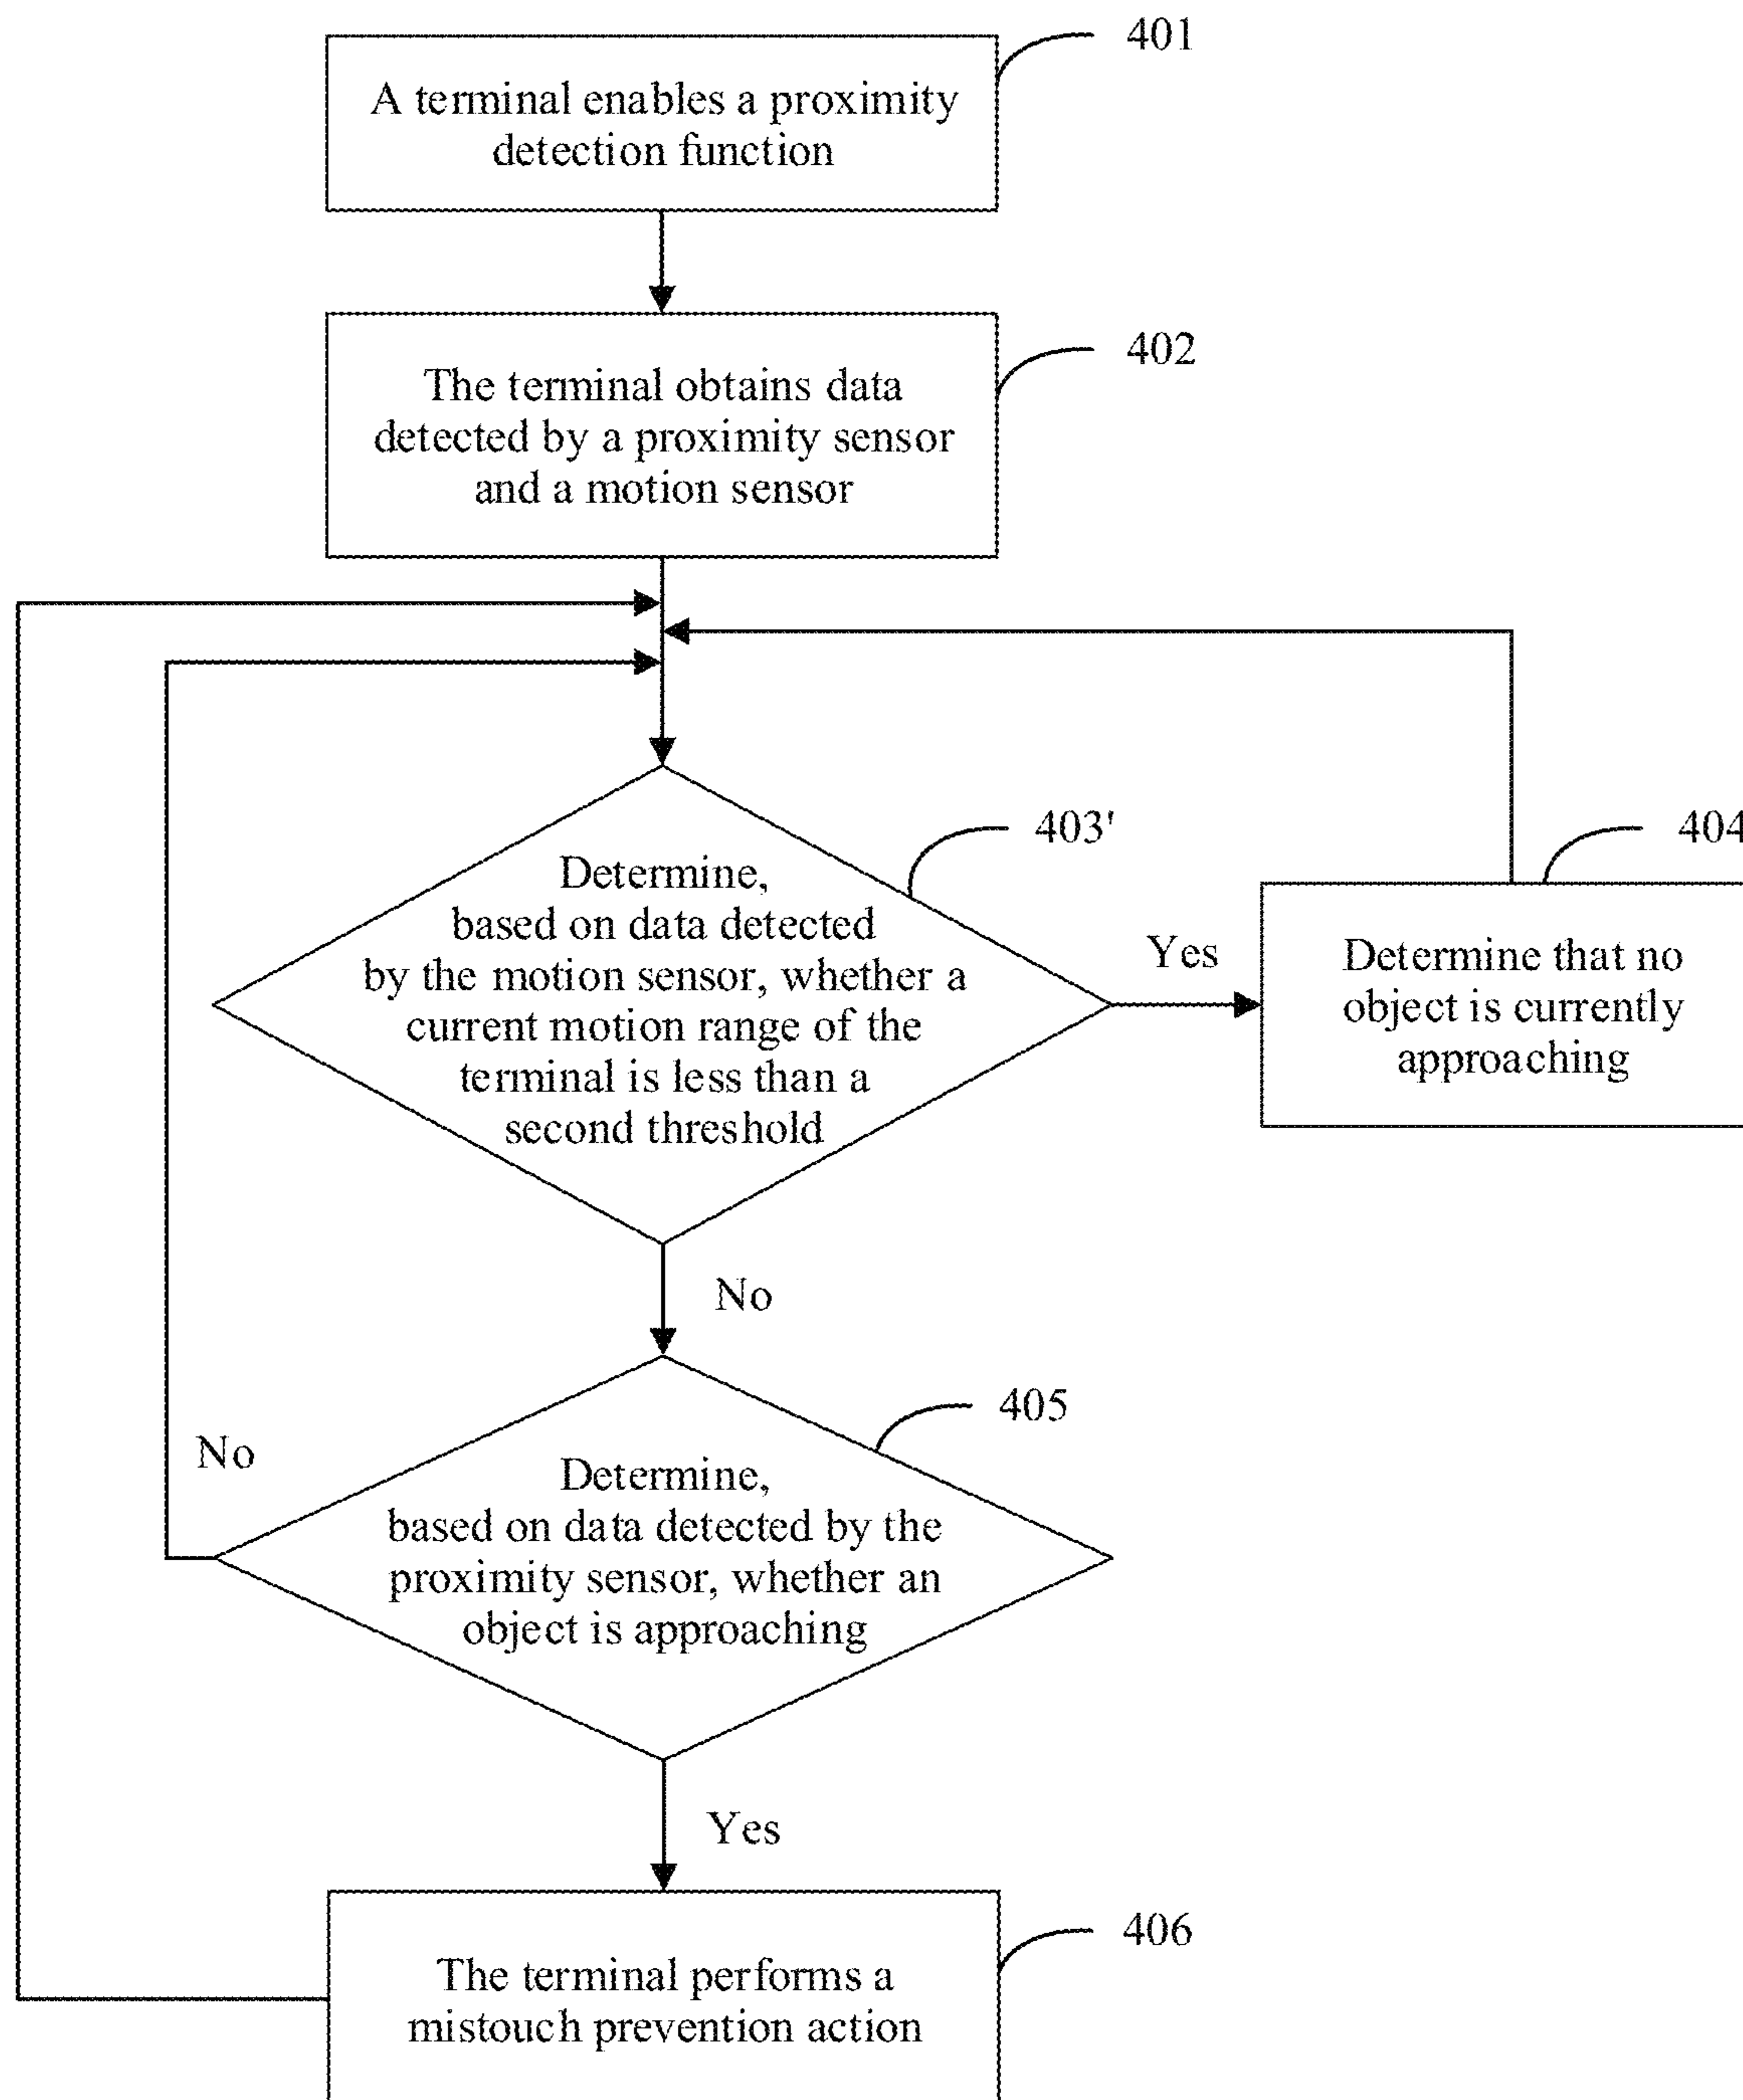 401
A terminal enables a proximity
detection function
402
The terminal obtains data
detected by a proximity sensor
and a motion sensor
403'
Determine,
based on data detected
by the motion sensor, whether a
current motion range of the
terminal is less than a
second threshold
Yes
404
Determine that no
object is currently
approaching
No
405
No
Determine,
based on data detected by the
proximity sensor, whether an
object is approaching
Yes
406
The terminal performs a
mistouch prevention action